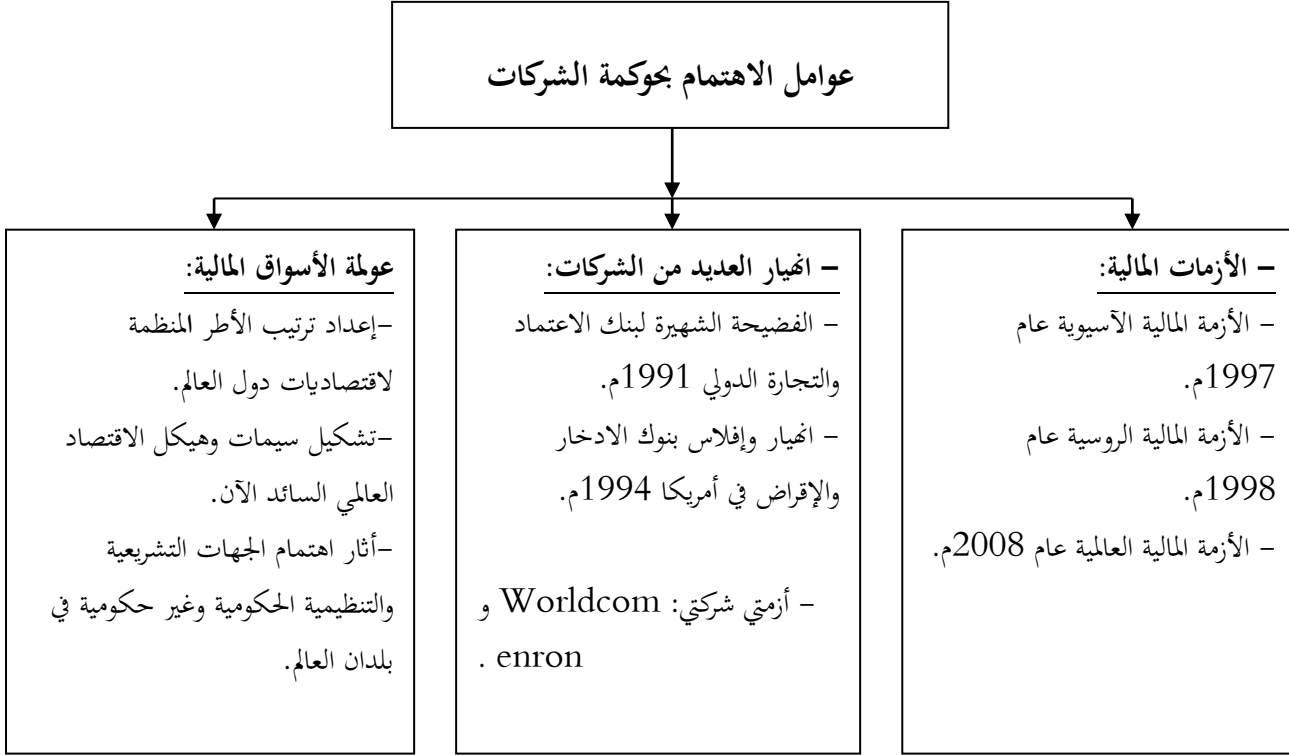 عوامل الاهتمام بحوكمة الشركات
– الأزمات المالية:
– الأزمة المالية الآسيوية عام
1997م.
– الأزمة المالية الروسية عام
1998م.
– الأزمة المالية العالمية عام 2008م.
– انهيار العديد من الشركات:
– الفضيحة الشهيرة لبنك الاعتماد
والتجارة الدولي 1991م.
– انهيار وإفلاس بنوك الادخار
والإقراض في أمريكا 1994م.
– أزمتي شركتي: Worldcom و
enron .
عولمة الأسواق المالية:
–إعداد ترتيب الأطر المنظمة
لاقتصاديات دول العالم.
–تشكيل سيمات وهيكل الاقتصاد
العالمي السائد الآن.
–أثار اهتمام الجهات التشريعية
والتنظيمية الحكومية وغير حكومية في
بلدان العالم.